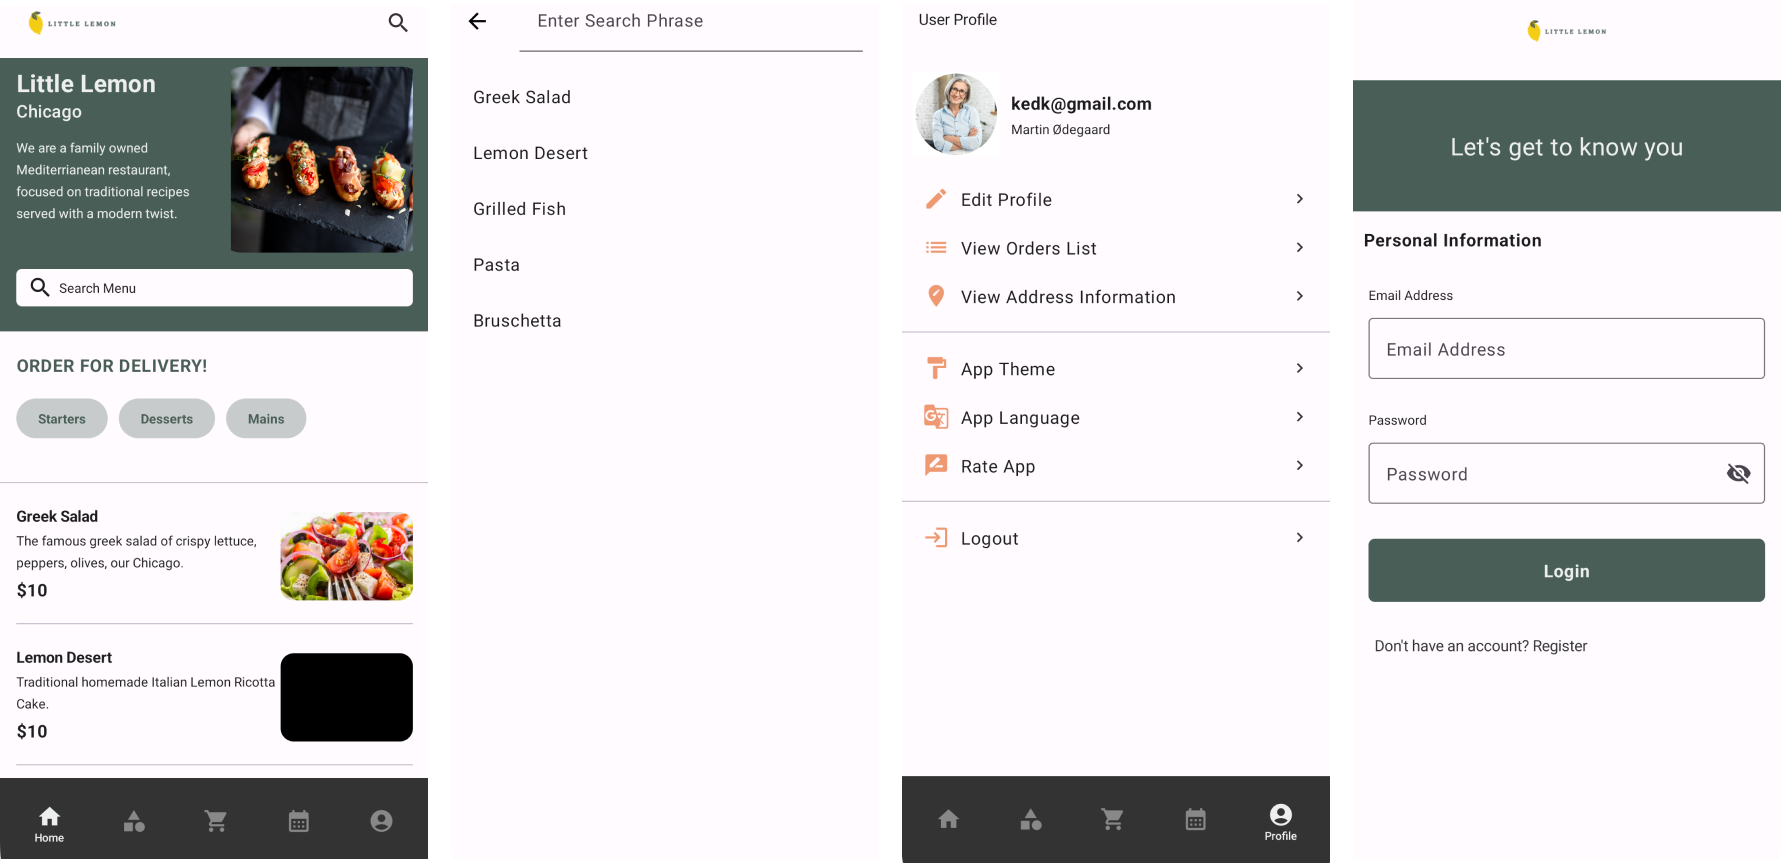 LITTLE LEMON
Little Lemon
Chicago
We are a family owned
Mediterrianean restaurant,
focused on traditional recipes
served with a modern twist.
Search Menu
ORDER FOR DELIVERY!
Starters
Desserts
Mains
Greek Salad
The famous greek salad of crispy lettuce,
peppers, olives, our Chicago.
$10
Lemon Desert
Traditional homemade Italian Lemon Ricotta
Cake.
$10
Home
Enter Search Phrase
Greek Salad
Lemon Desert
Grilled Fish
Pasta
Bruschetta
User Profile
kedk@gmail.com
Martin Ødegaard
Edit Profile
View Orders List
View Address Information
App Theme
App Language
Rate App
Logout
Profile
LITTLE LEMON
Let's get to know you
Personal Information
Email Address
Email Address
Password
Password
Login
Don't have an account? Register